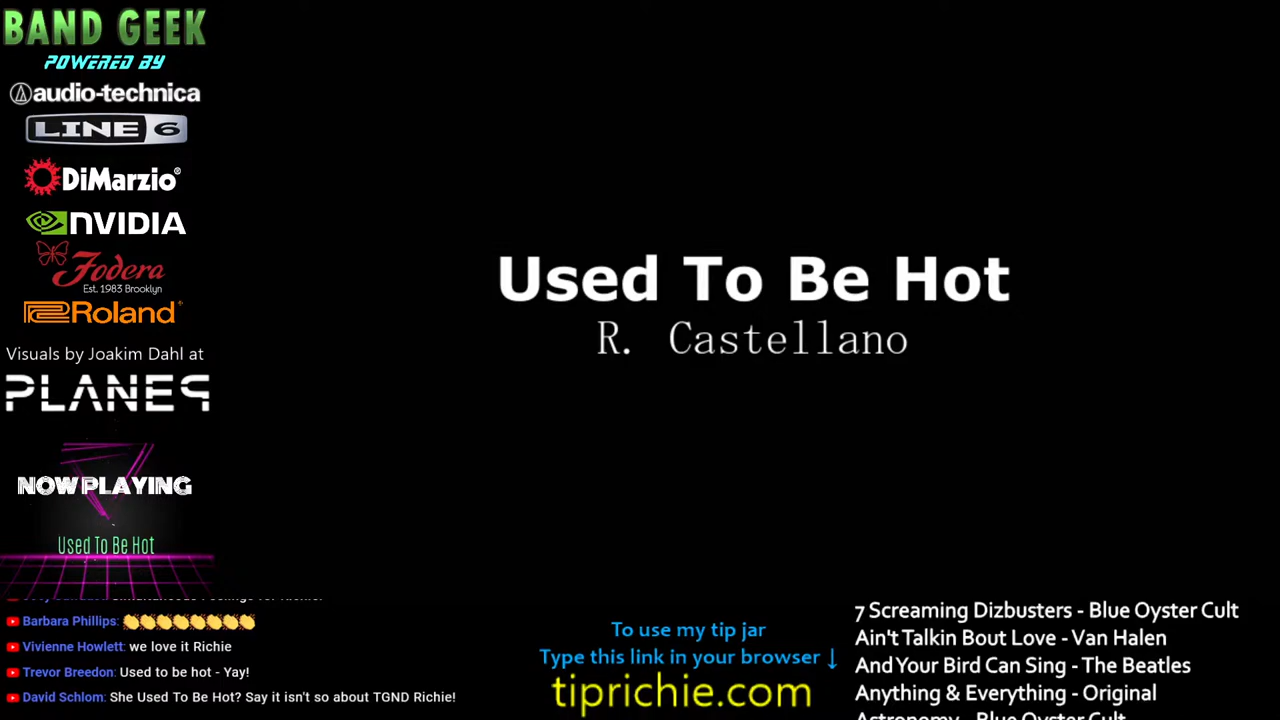 BAND GEEK
POWERED BY
audio-technica
LINE 6
DiMarzio®
NVIDIA
Fodera
Est. 1983 Brooklyn
Roland
Visuals by Joakim Dahl at
PLANE9
NOW PLAYING
Used To Be Hot
Used To Be Hot
R. Castellano
Barbara Phillips: 👏👏👏👏👏👏👏👏
Vivienne Howlett: we love it Richie
Trevor Breedon: Used to be hot - Yay!
David Schlom: She Used To Be Hot? Say it isn't so about TGND Richie!
To use my tip jar
Type this link in your browser ↓
tiprichie.com
7 Screaming Dizbusters - Blue Oyster Cult
Ain't Talkin Bout Love - Van Halen
And Your Bird Can Sing - The Beatles
Anything & Everything - Original
Astronomy - Blue Oyster Cult